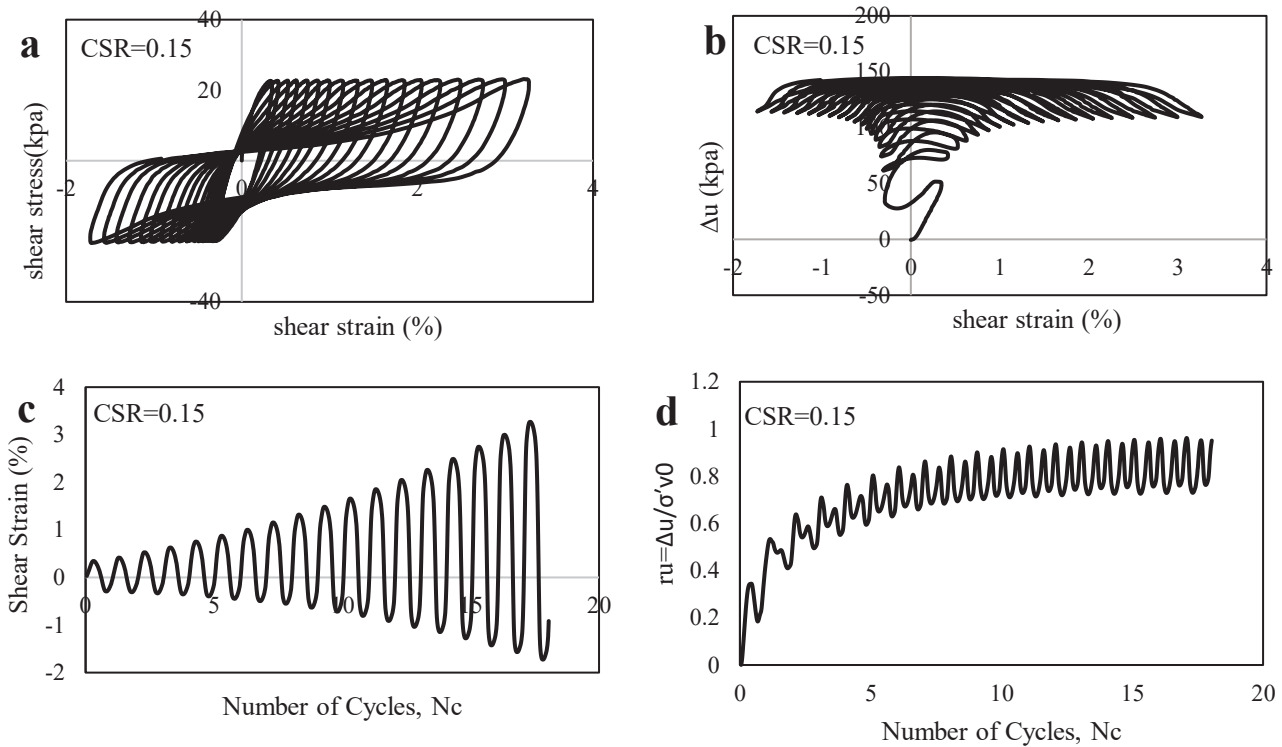 a
CSR=0.15
40
20
0
-40
-2
2
4
shear stress(kpa)
shear strain (%)
b
CSR=0.15
200
150
100
50
0
-50
-2
-1
0
1
2
3
4
Δu (kpa)
shear strain (%)
c
CSR=0.15
4
3
2
1
0
-1
-2
0
5
10
15
20
Shear Strain (%)
Number of Cycles, Nc
d
CSR=0.15
1.2
1
0.8
0.6
0.4
0.2
0
0
5
10
15
20
ru=Δu/σ'v0
Number of Cycles, Nc